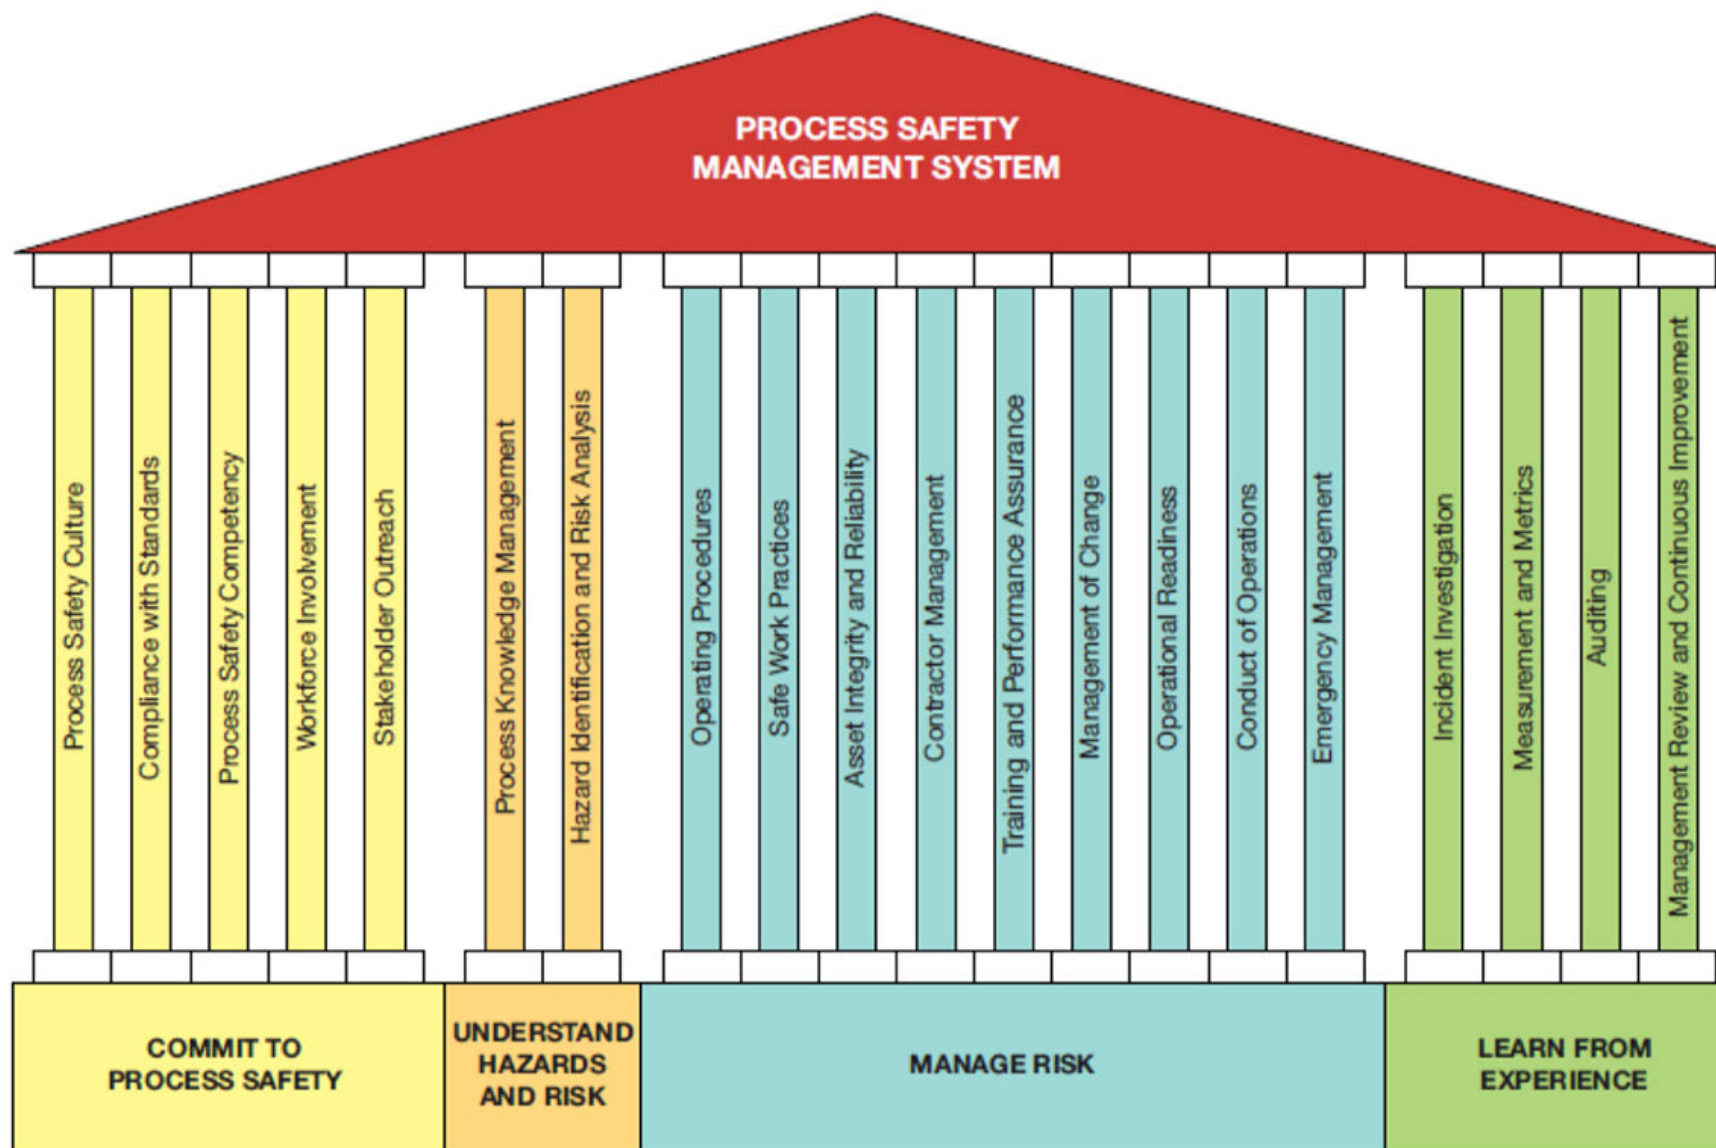 PROCESS SAFETY
MANAGEMENT SYSTEM
Process Safety Culture
Compliance with Standards
Process Safety Competency
Workforce Involvement
Stakeholder Outreach
Process Knowledge Management
Hazard Identification and Risk Analysis
Operating Procedures
Safe Work Practices
Asset Integrity and Reliability
Contractor Management
Training and Performance Assurance
Management of Change
Operational Readiness
Conduct of Operations
Emergency Management
Incident Investigation
Measurement and Metrics
Auditing
Management Review and Continuous Improvement
COMMIT TO
PROCESS SAFETY
UNDERSTAND
HAZARDS
AND RISK
MANAGE RISK
LEARN FROM
EXPERIENCE